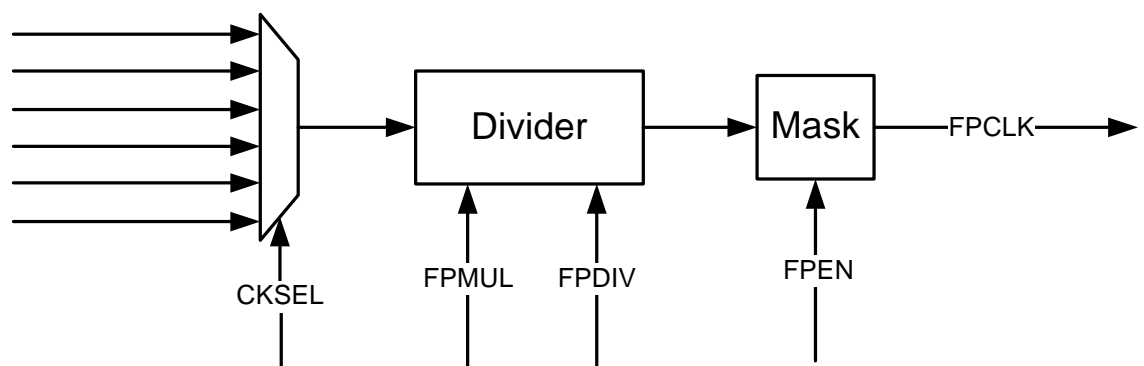 Divider
Mask
FPCLK
CKSEL
FPMUL
FPDIV
FPEN